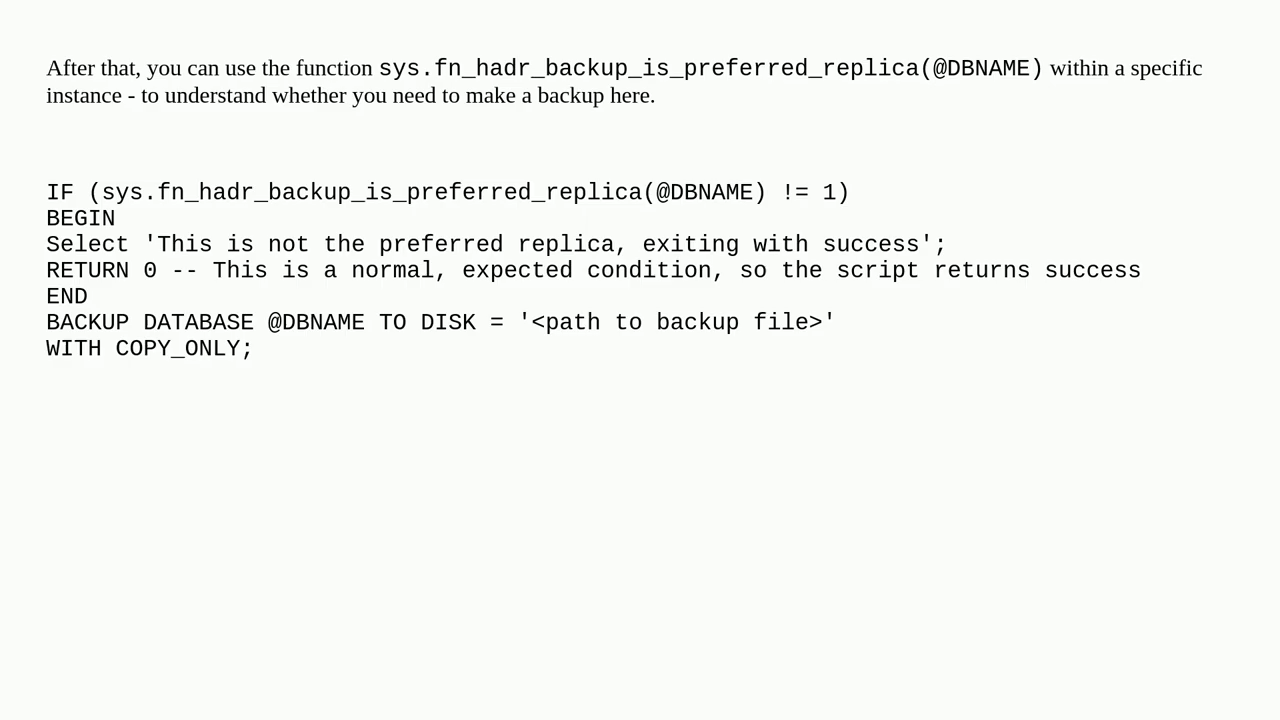 After that, you can use the function sys.fn_hadr_backup_is_preferred_replica(@DBNAME) within a specific
instance - to understand whether you need to make a backup here.
IF (sys.fn_hadr_backup_is_preferred_replica(@DBNAME) != 1)
BEGIN
Select 'This is not the preferred replica, exiting with success';
RETURN 0 -- This is a normal, expected condition, so the script returns success
END
BACKUP DATABASE @DBNAME TO DISK = '<path to backup file>'
WITH COPY_ONLY;